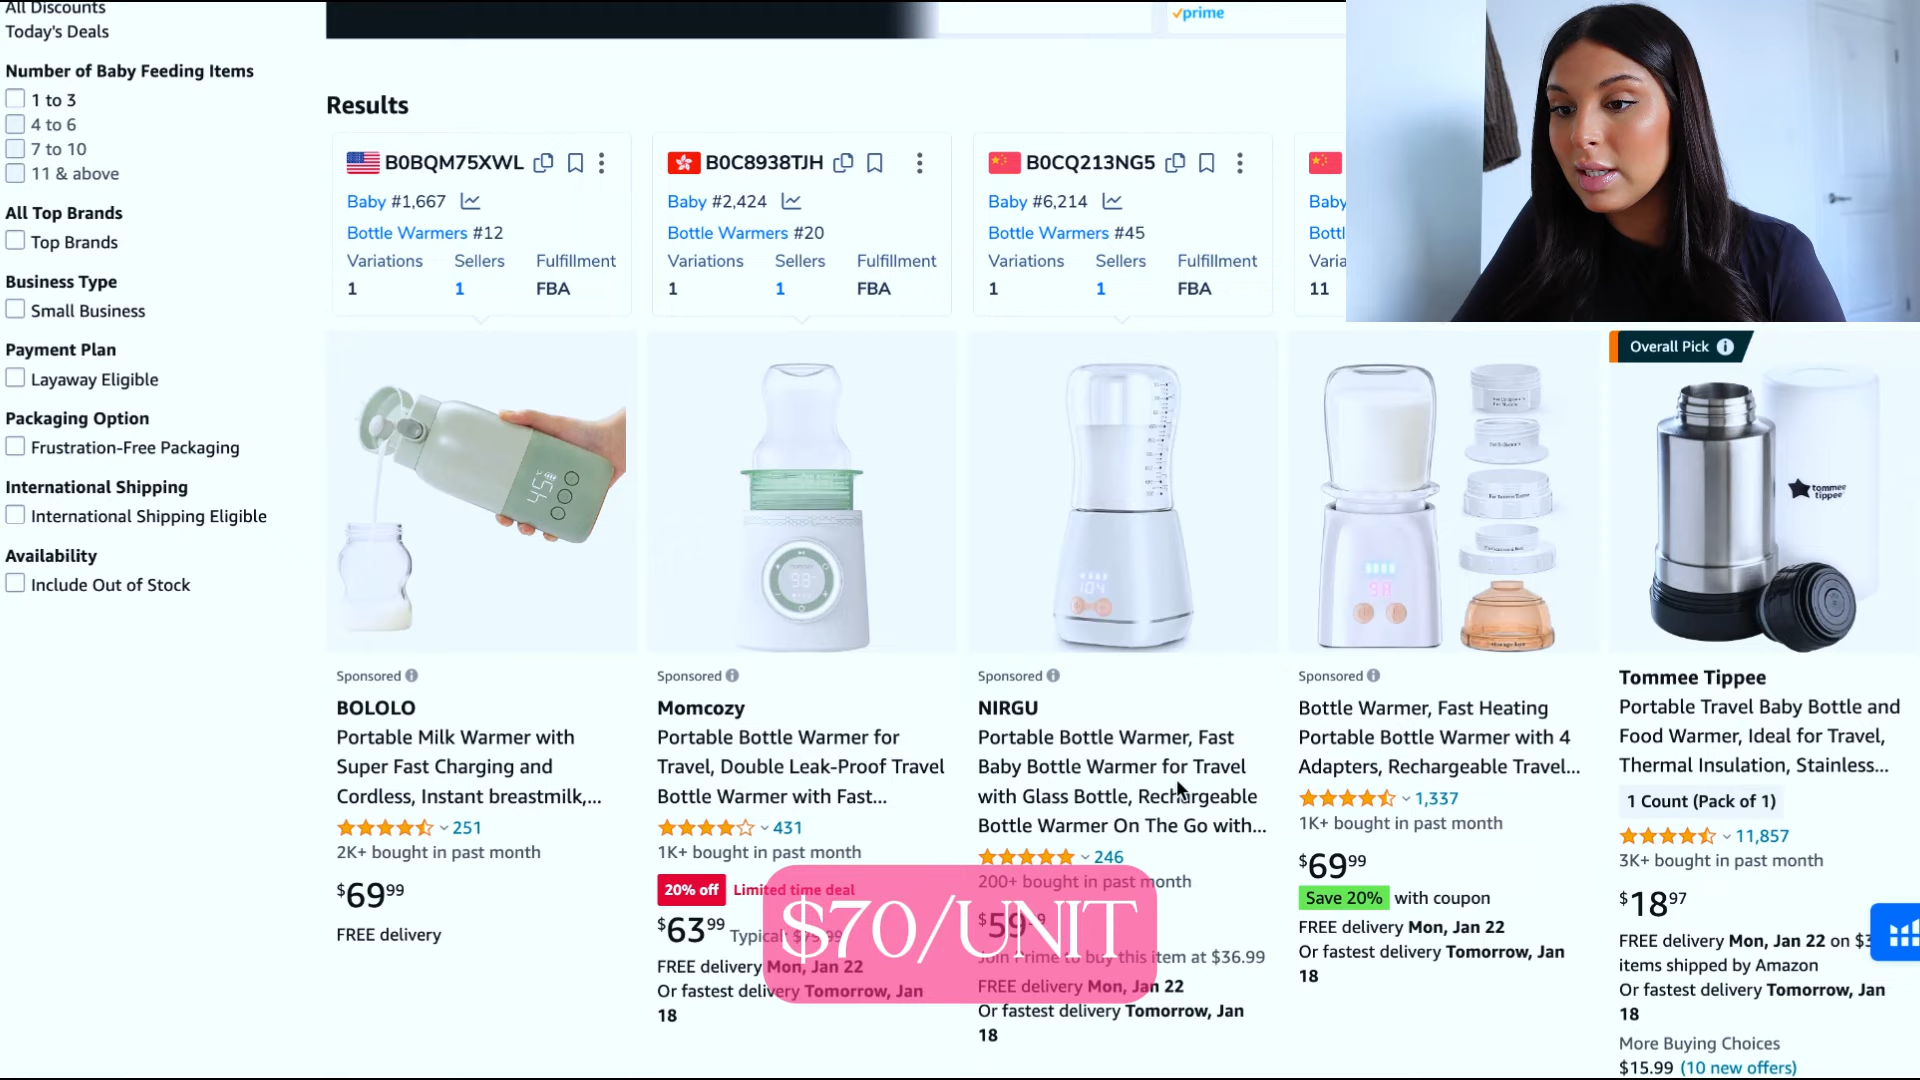 All Discounts
Today's Deals
Number of Baby Feeding Items
1 to 3
4 to 6
7 to 10
11 & above
All Top Brands
Top Brands
Business Type
Small Business
Payment Plan
Layaway Eligible
Packaging Option
Frustration-Free Packaging
International Shipping
International Shipping Eligible
Availability
Include Out of Stock
prime
Results
B0BQM75XWL
Baby #1,667
Bottle Warmers #12
Variations Sellers Fulfillment
1 1 FBA
B0C8938TJH
Baby #2,424
Bottle Warmers #20
Variations Sellers Fulfillment
1 1 FBA
B0CQ213NG5
Baby #6,214
Bottle Warmers #45
Variations Sellers Fulfillment
1 1 FBA
Baby
Bottl
Varia
11
Sponsored
BOLOLO
Portable Milk Warmer with
Super Fast Charging and
Cordless, Instant breastmilk,...
251
2K+ bought in past month
$69.99
FREE delivery
98
Sponsored
Momcozy
Portable Bottle Warmer for
Travel, Double Leak-Proof Travel
Bottle Warmer with Fast...
431
1K+ bought in past month
20% off Limited time deal
$63.99 Typical: $79.99
FREE delivery Mon, Jan 22
Or fastest delivery Tomorrow, Jan
18
104
Sponsored
NIRGU
Portable Bottle Warmer, Fast
Baby Bottle Warmer for Travel
with Glass Bottle, Rechargeable
Bottle Warmer On The Go with...
246
200+ bought in past month
$59.99
Join Prime to buy this item at $36.99
FREE delivery Mon, Jan 22
Or fastest delivery Tomorrow, Jan
18
98
Sponsored
Bottle Warmer, Fast Heating
Portable Bottle Warmer with 4
Adapters, Rechargeable Travel...
1,337
1K+ bought in past month
$69.99
Save 20% with coupon
FREE delivery Mon, Jan 22
Or fastest delivery Tomorrow, Jan
18
Overall Pick
tommee
tippee
Tommee Tippee
Portable Travel Baby Bottle and
Food Warmer, Ideal for Travel,
Thermal Insulation, Stainless...
1 Count (Pack of 1)
11,857
3K+ bought in past month
$18.97
FREE delivery Mon, Jan 22 on $3
items shipped by Amazon
Or fastest delivery Tomorrow, Jan
18
More Buying Choices
$15.99 (10 new offers)
$70/UNIT